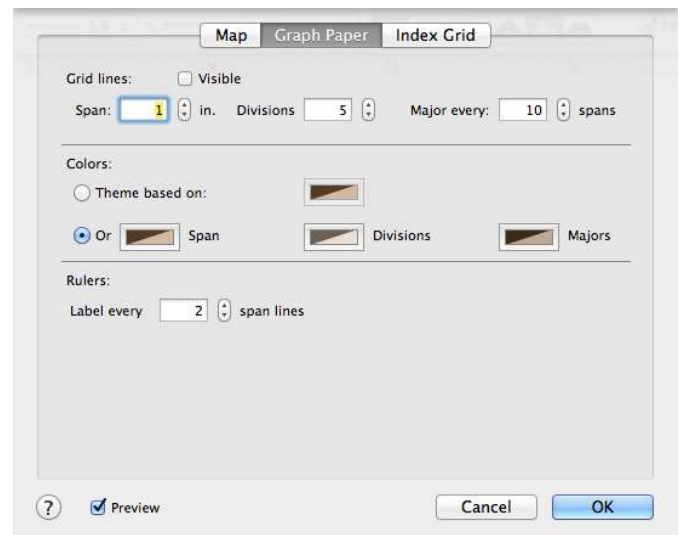 Map Graph Paper Index Grid
Grid lines: Visible
Span: 1 in. Divisions 5 Major every: 10 spans
Colors:
Theme based on:
Or Span Divisions Majors
Rulers:
Label every 2 span lines
? Preview Cancel OK